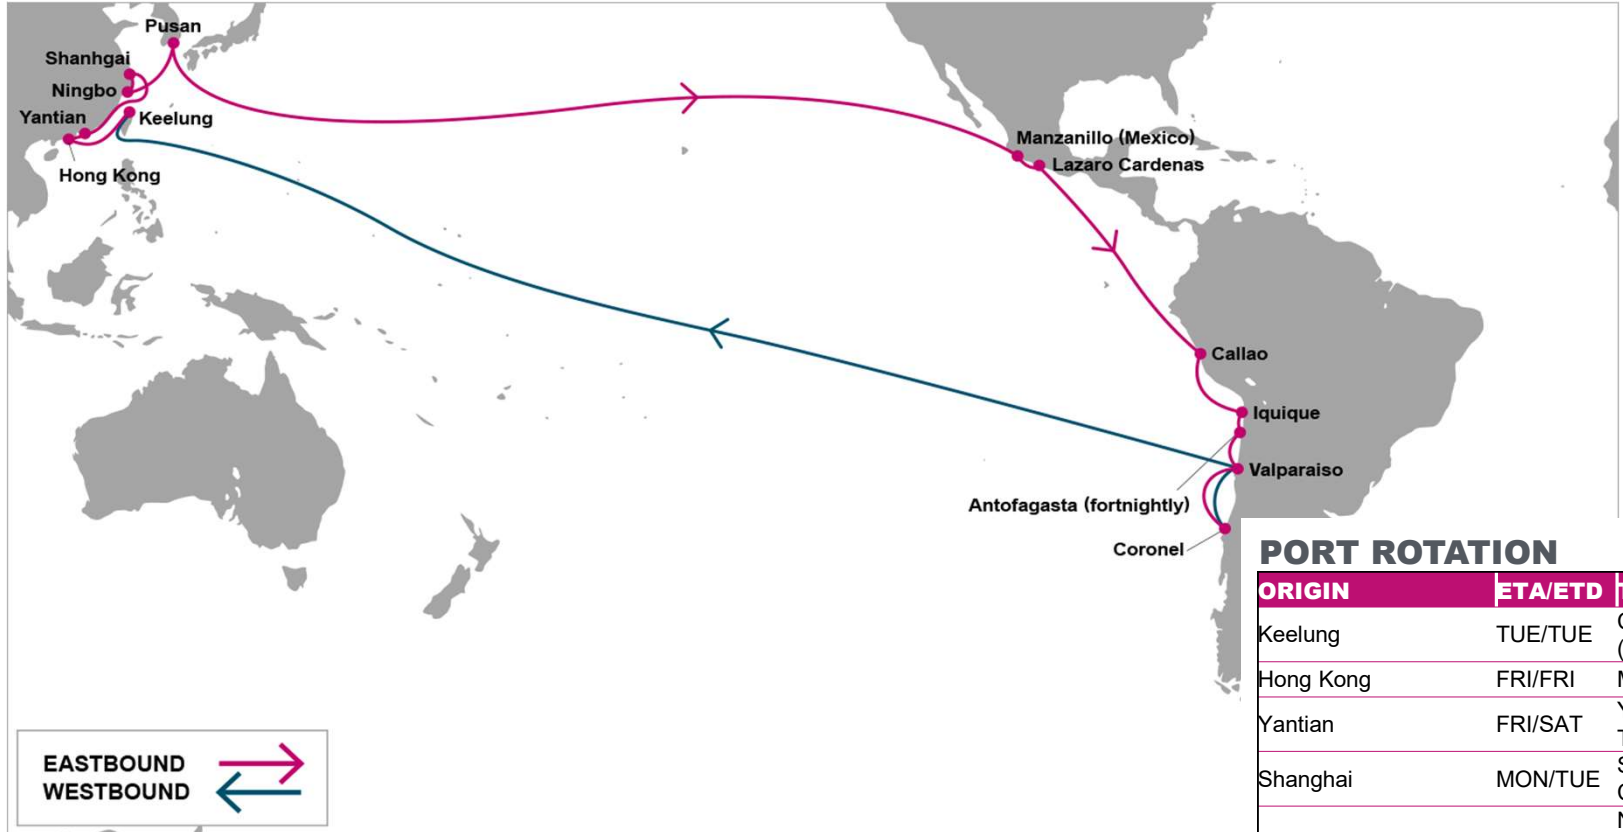 Pusan
Shanhgai
Ningbo
Yantian
Keelung
Hong Kong
Manzanillo (Mexico)
Lazaro Cardenas
Callao
Iquique
Valparaiso
Antofagasta (fortnightly)
Coronel
EASTBOUND
WESTBOUND
PORT ROTATION
ORIGIN ETA/ETD
Keelung TUE/TUE
Hong Kong FRI/FRI
Yantian FRI/SAT
Shanghai MON/TUE